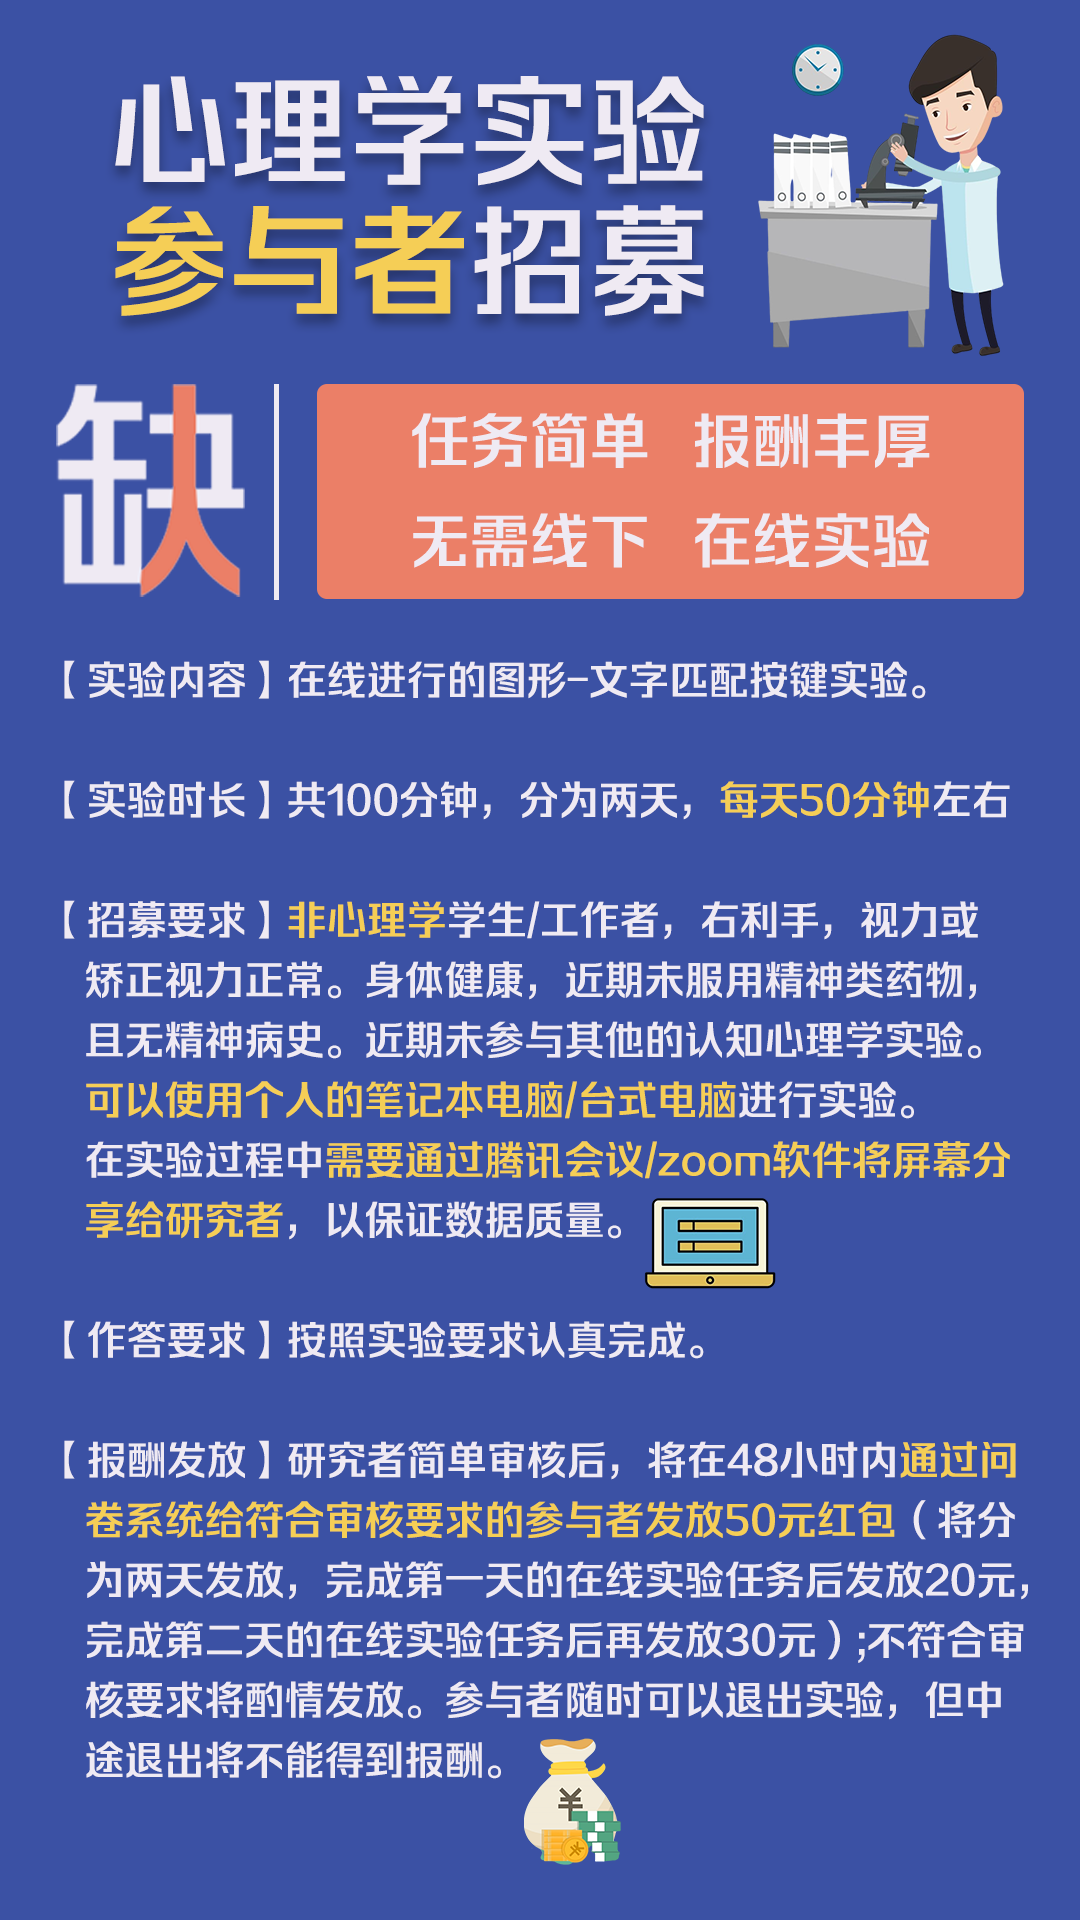 心理学实验
参与者招募
缺
任务简单 报酬丰厚
无需线下 在线实验
【实验内容】在线进行的图形-文字匹配按键实验。
【实验时长】共100分钟，分为两天，每天50分钟左右
【招募要求】非心理学学生/工作者，右利手，视力或
矫正视力正常。身体健康，近期未服用精神类药物，
且无精神病史。近期未参与其他的认知心理学实验。
可以使用个人的笔记本电脑/台式电脑进行实验。
在实验过程中需要通过腾讯会议/zoom软件将屏幕分
享给研究者，以保证数据质量。
【作答要求】按照实验要求认真完成。
【报酬发放】研究者简单审核后，将在48小时内通过问
卷系统给符合审核要求的参与者发放50元红包（将分
为两天发放，完成第一天的在线实验任务后发放20元，
完成第二天的在线实验任务后再发放30元）;不符合审
核要求将酌情发放。参与者随时可以退出实验，但中
途退出将不能得到报酬。